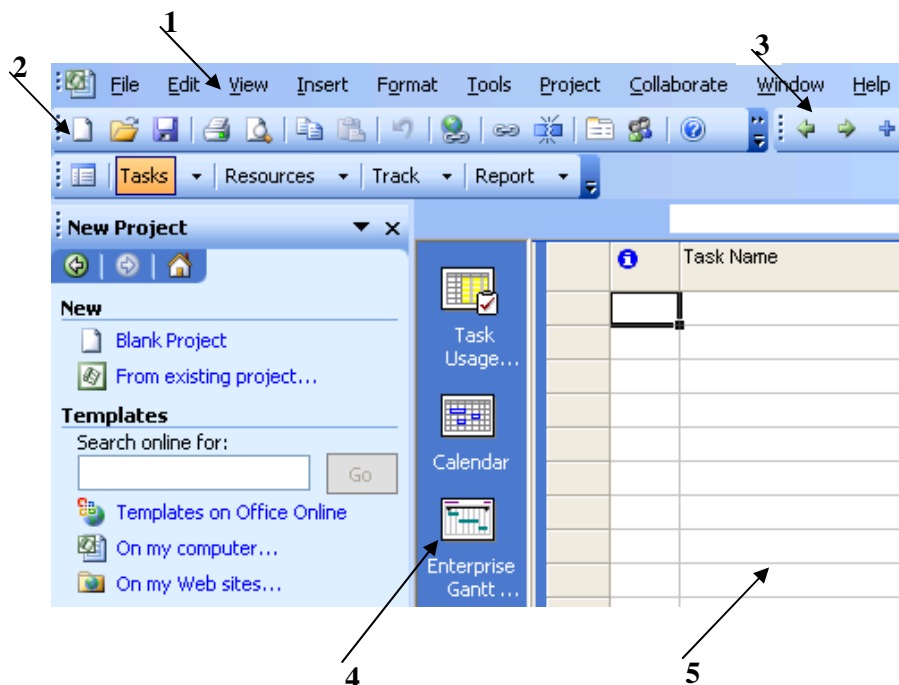 1
2
3
File Edit View Insert Format Tools Project Collaborate Window Help
Tasks Resources Track Report
New Project
Task Name
New
Blank Project
From existing project...
Templates
Search online for:
Go
Templates on Office Online
On my computer...
On my Web sites...
Task
Usage...
Calendar
Enterprise
Gantt ...
4
5